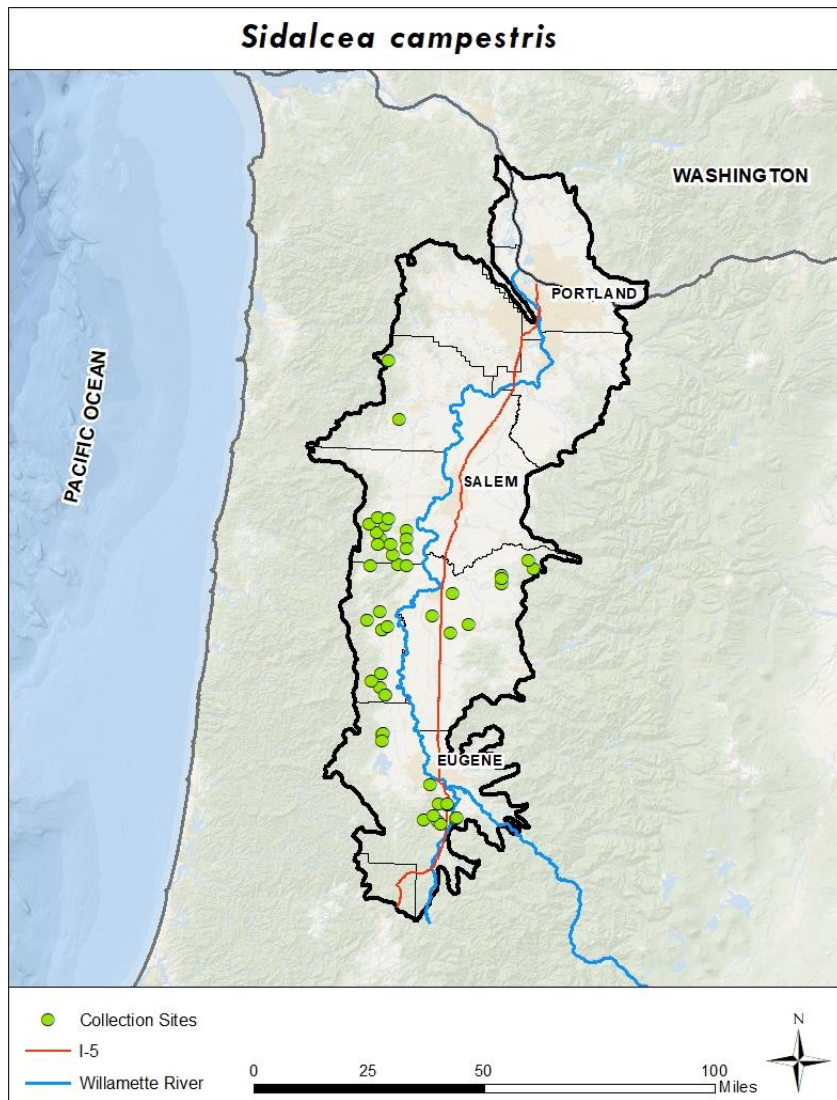 Sidalcea campestris
WASHINGTON
PORTLAND
PACIFIC OCEAN
SALEM
EUGENE
Collection Sites
I-5
Willamette River
N
0 25 50 100
Miles